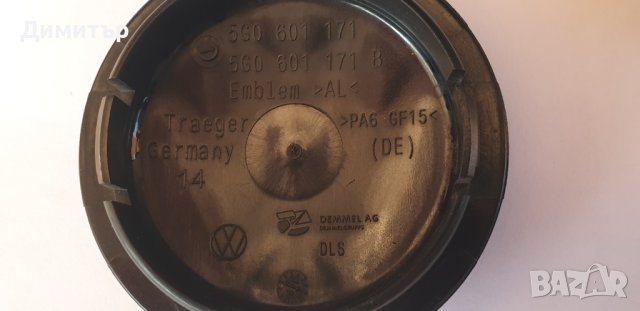 Димитър
5G0 601 171
5G0 601 171 B
Emblem >AL<
Traeger >PA6 GF15<
Germany (DE)
14
DEMMEL AG
DEMMELGRUPPE
DLS
BAZAR